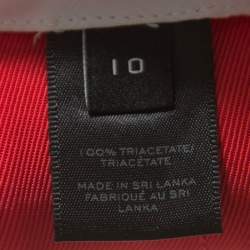 10
100% TRIACETATE/
TRIACÉTATE
MADE IN SRI LANKA
FABRIQUÉ AU SRI
LANKA